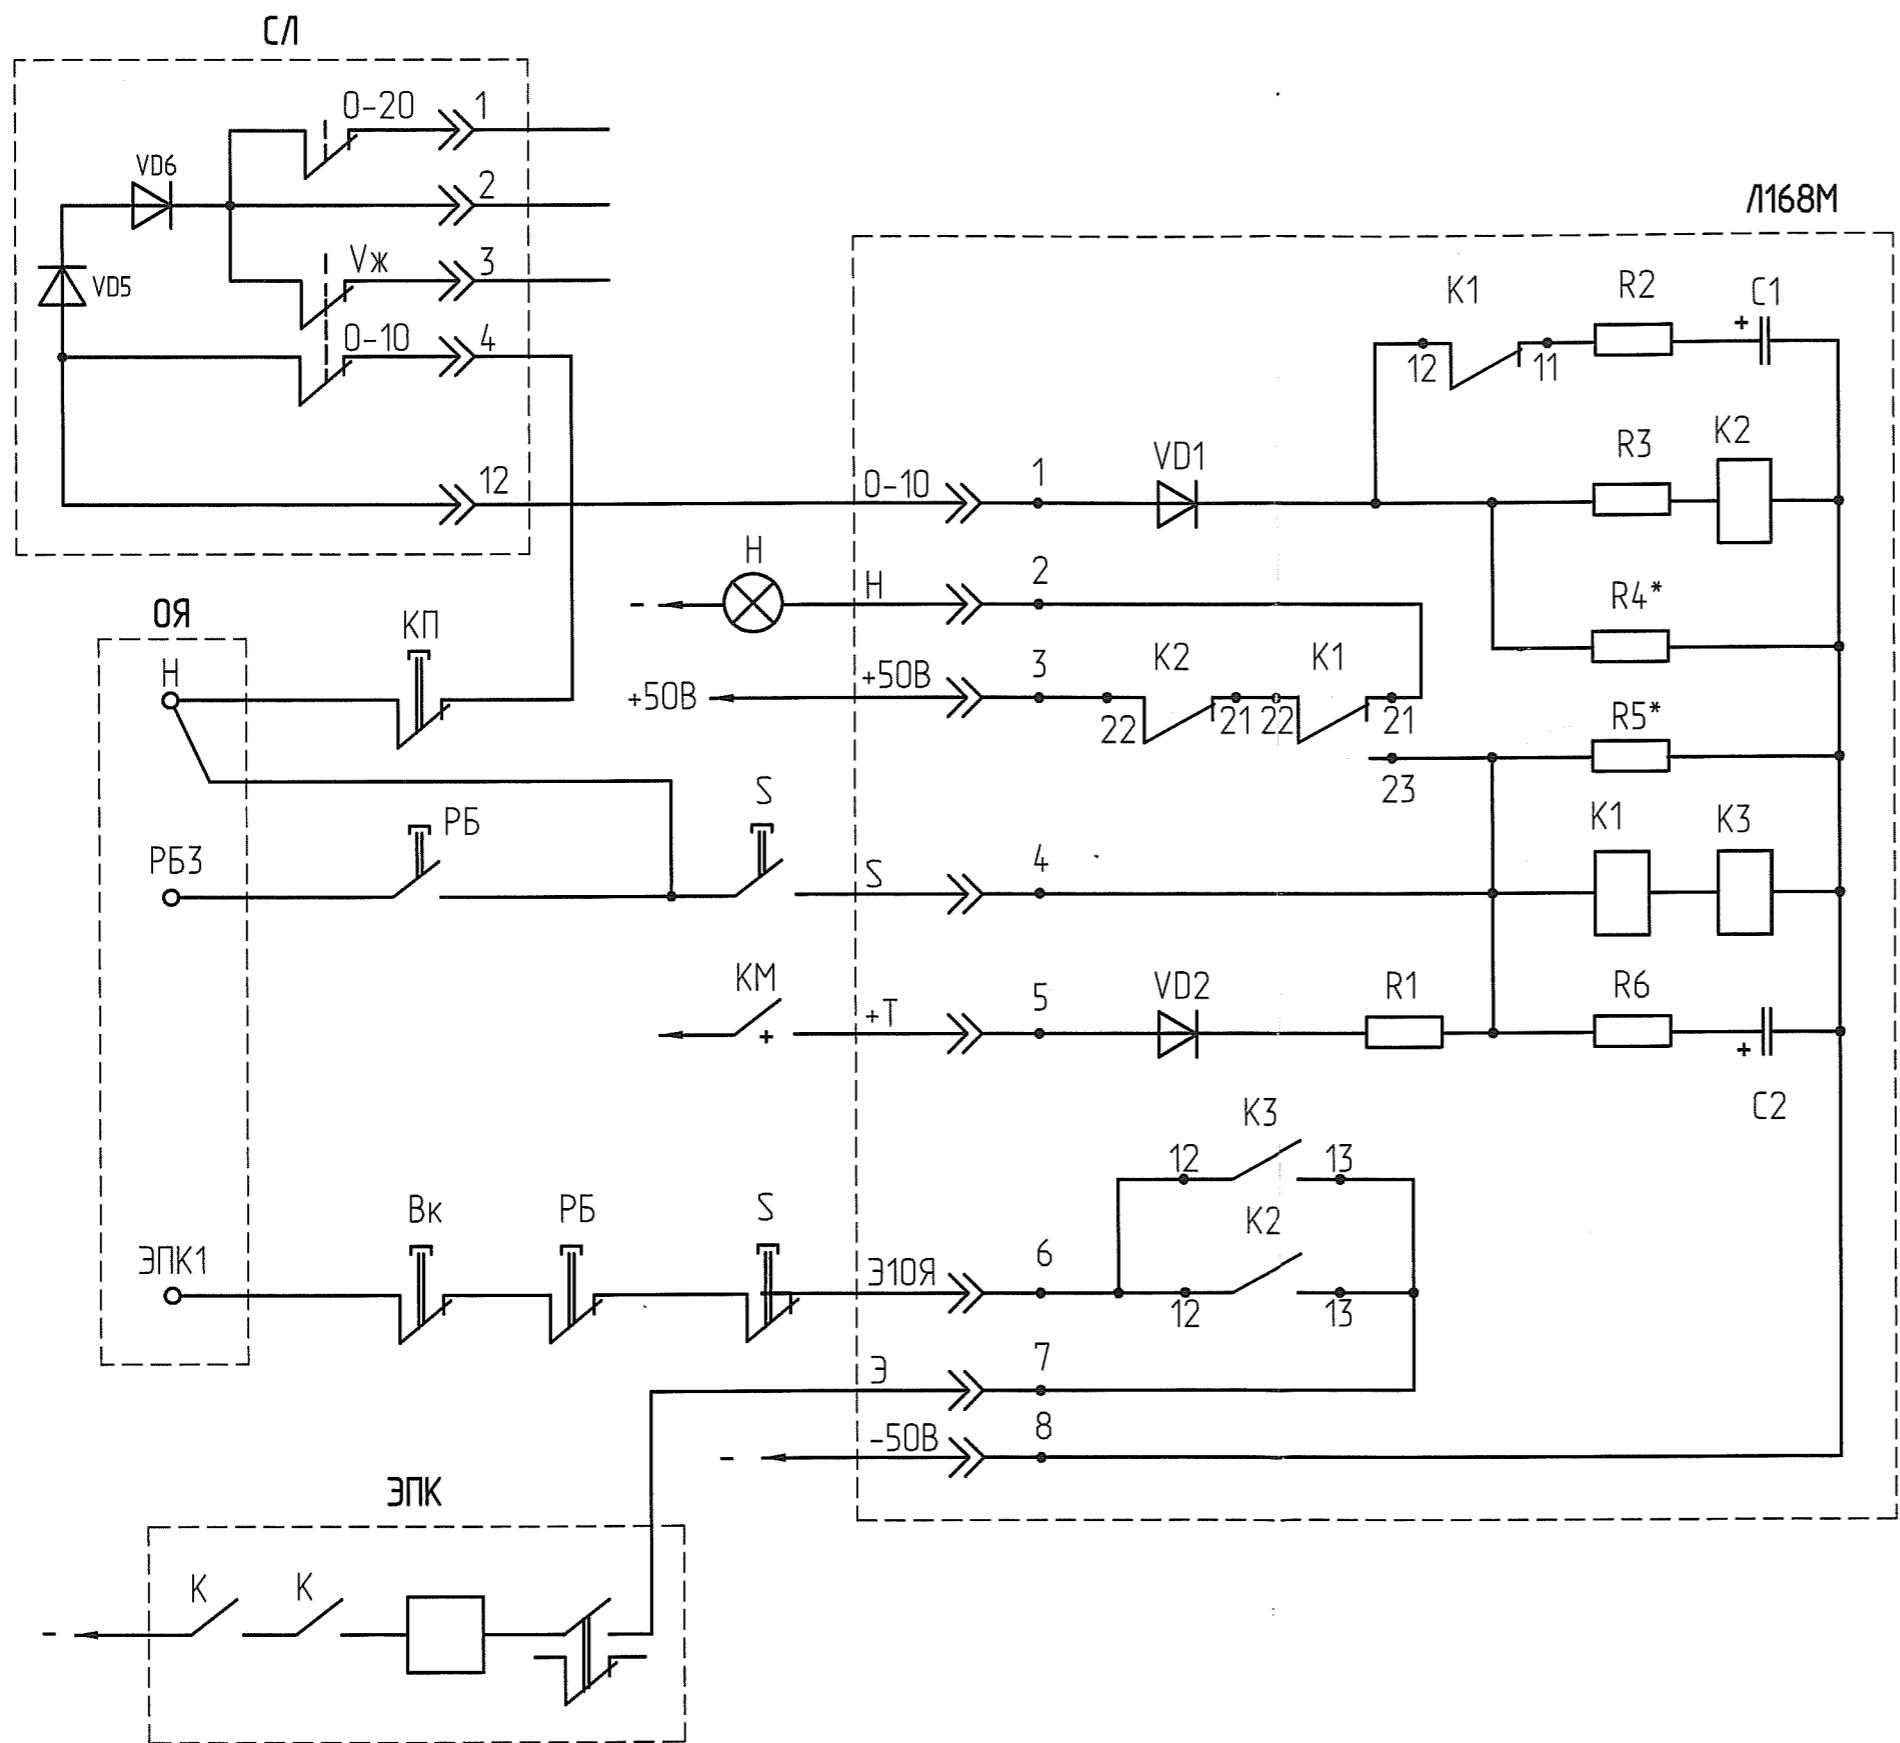 СЛ
0-20
1
VD6
2
Vж
3
VD5
0-10
4
12
Л168М
K1
R2
C1
+
12
11
R3
K2
VD1
0-10
1
H
H
2
-
R4*
ОЯ
КП
H
+50В
+50В
3
K2
K1
22
21
22
21
R5*
23
S
РБ
РБ3
K1
K3
S
4
КМ
+
+Т
5
VD2
R1
R6
+
C2
K3
12
13
K2
12
13
Вк
РБ
S
ЭПК1
Э10Я
6
Э
7
-50В
8
-
ЭПК
К
К
-